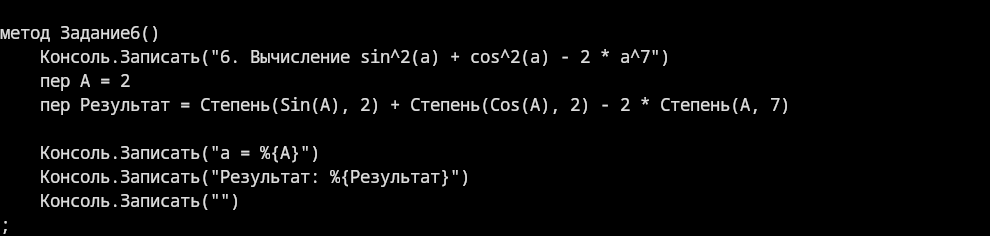 метод Задание6()
    Консоль.Записать("6. Вычисление sin^2(a) + cos^2(a) - 2 * a^7")
    пер А = 2
    пер Результат = Степень(Sin(А), 2) + Степень(Cos(А), 2) - 2 * Степень(А, 7)

    Консоль.Записать("a = %{А}")
    Консоль.Записать("Результат: %{Результат}")
    Консоль.Записать("")
;